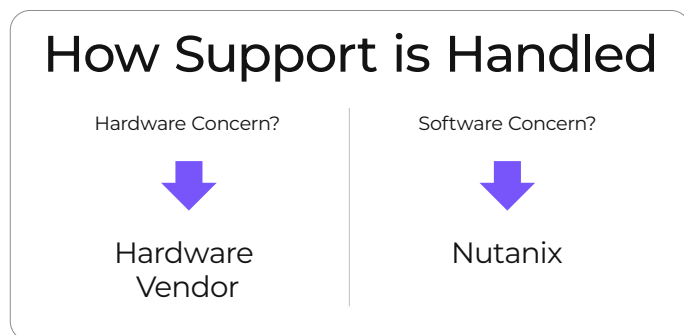 How Support is Handled
Hardware Concern?
Hardware
Vendor
Software Concern?
Nutanix